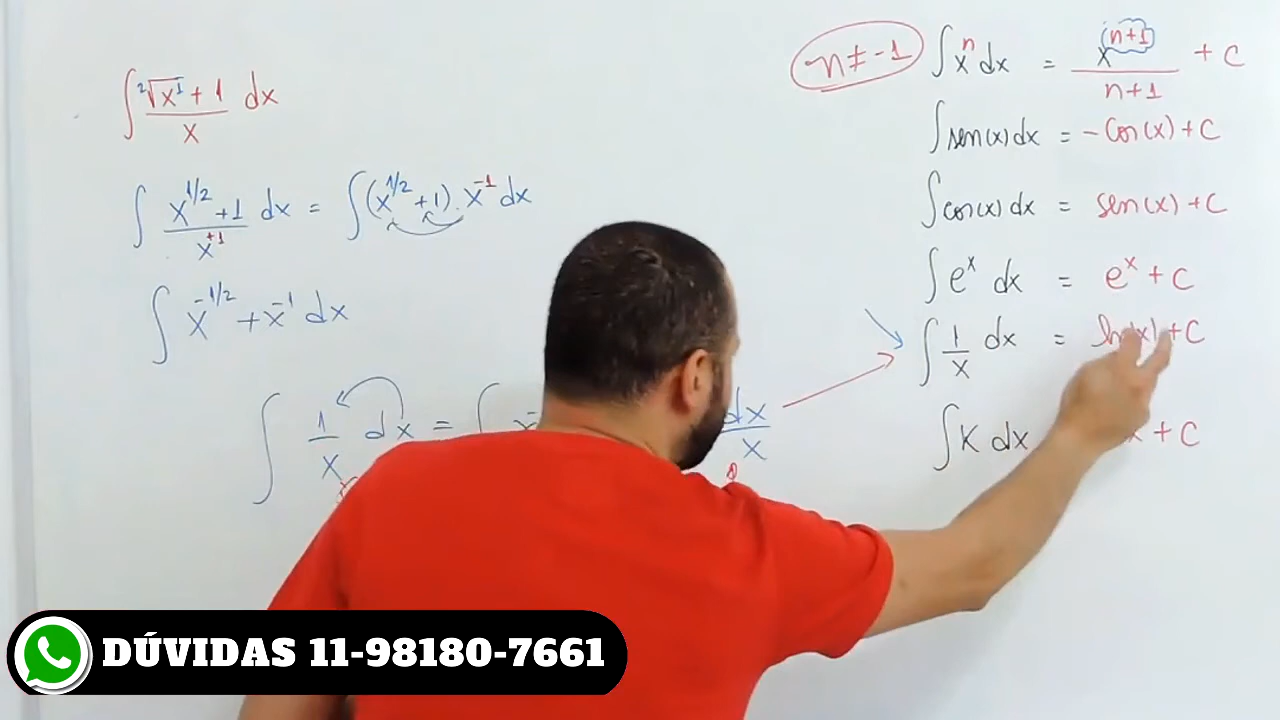 ∫ (²√x¹ + 1)/x dx
∫ (x^(1/2) + 1)/x^(+1) dx = ∫ (x^(1/2) + 1) . x^(-1) dx
∫ x^(-1/2) + x^(-1) dx
∫ 1/x dx = ∫ x dx/x
n ≠ -1 ∫ x^n dx = x^(n+1)/(n+1) + C
∫ sen(x) dx = - cos(x) + C
∫ cos(x) dx = sen(x) + C
∫ e^x dx = e^x + C
∫ 1/x dx = ln|x| + C
∫ K dx x + C
DÚVIDAS 11-98180-7661